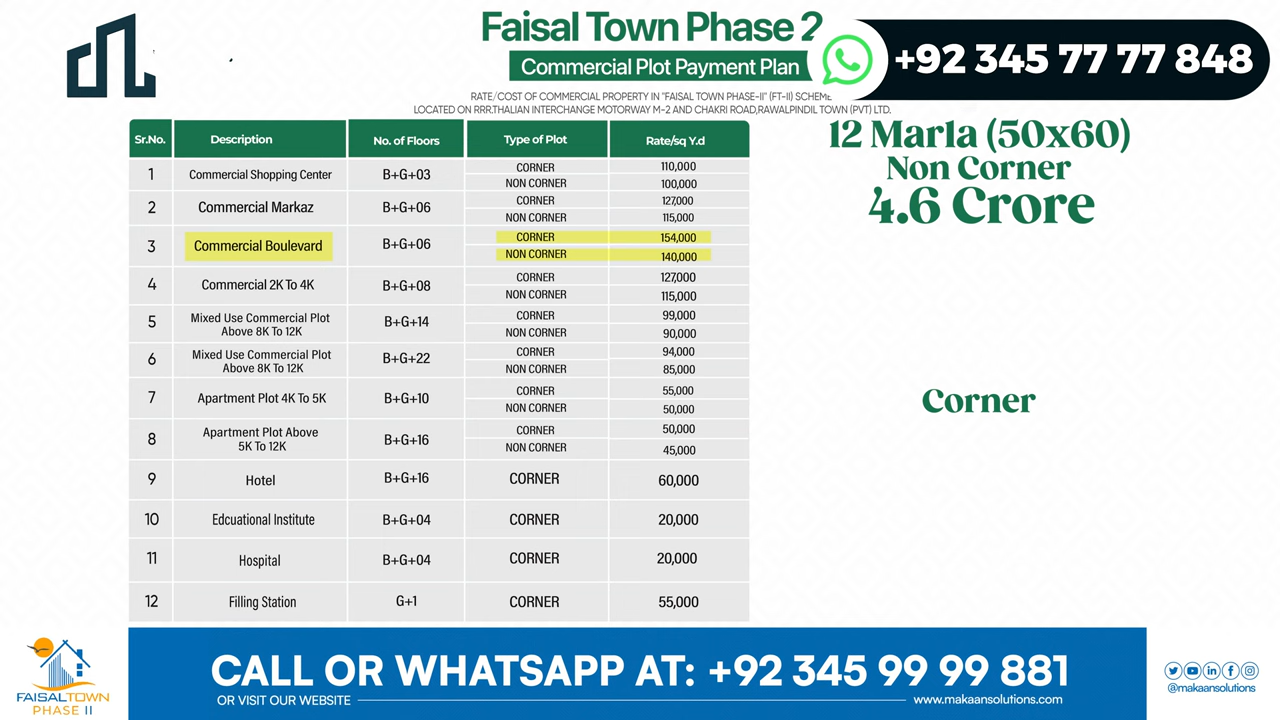 Faisal Town Phase 2
Commercial Plot Payment Plan
+92 345 77 77 848
RATE/COST OF COMMERCIAL PROPERTY IN "FAISAL TOWN PHASE-II" (FT-II) SCHEME
LOCATED ON RRR.THALIAN INTERCHANGE MOTORWAY M-2 AND CHAKRI ROAD,RAWALPINDIL TOWN (PVT) LTD.
Sr.No. Description No. of Floors Type of Plot Rate/sq Y.d
1 Commercial Shopping Center B+G+03 CORNER 110,000
NON CORNER 100,000
2 Commercial Markaz B+G+06 CORNER 127,000
NON CORNER 115,000
3 Commercial Boulevard B+G+06 CORNER 154,000
NON CORNER 140,000
4 Commercial 2K To 4K B+G+08 CORNER 127,000
NON CORNER 115,000
5 Mixed Use Commercial Plot B+G+14 CORNER 99,000
Above 8K To 12K NON CORNER 90,000
6 Mixed Use Commercial Plot B+G+22 CORNER 94,000
Above 8K To 12K NON CORNER 85,000
7 Apartment Plot 4K To 5K B+G+10 CORNER 55,000
NON CORNER 50,000
8 Apartment Plot Above B+G+16 CORNER 50,000
5K To 12K NON CORNER 45,000
9 Hotel B+G+16 CORNER 60,000
10 Edcuational Institute B+G+04 CORNER 20,000
11 Hospital B+G+04 CORNER 20,000
12 Filling Station G+1 CORNER 55,000
12 Marla (50x60)
Non Corner
4.6 Crore
Corner
FAISALTOWN
PHASE II
CALL OR WHATSAPP AT: +92 345 99 99 881
OR VISIT OUR WEBSITE www.makaansolutions.com
@makaansolutions